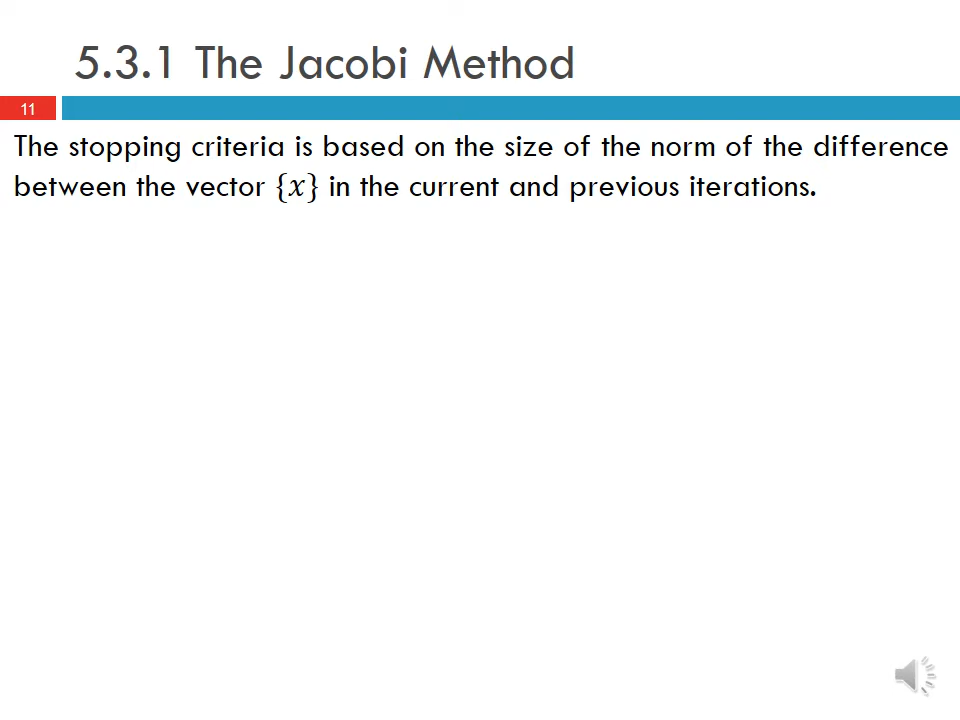 5.3.1 The Jacobi Method
11
The stopping criteria is based on the size of the norm of the difference
between the vector {𝑥} in the current and previous iterations.